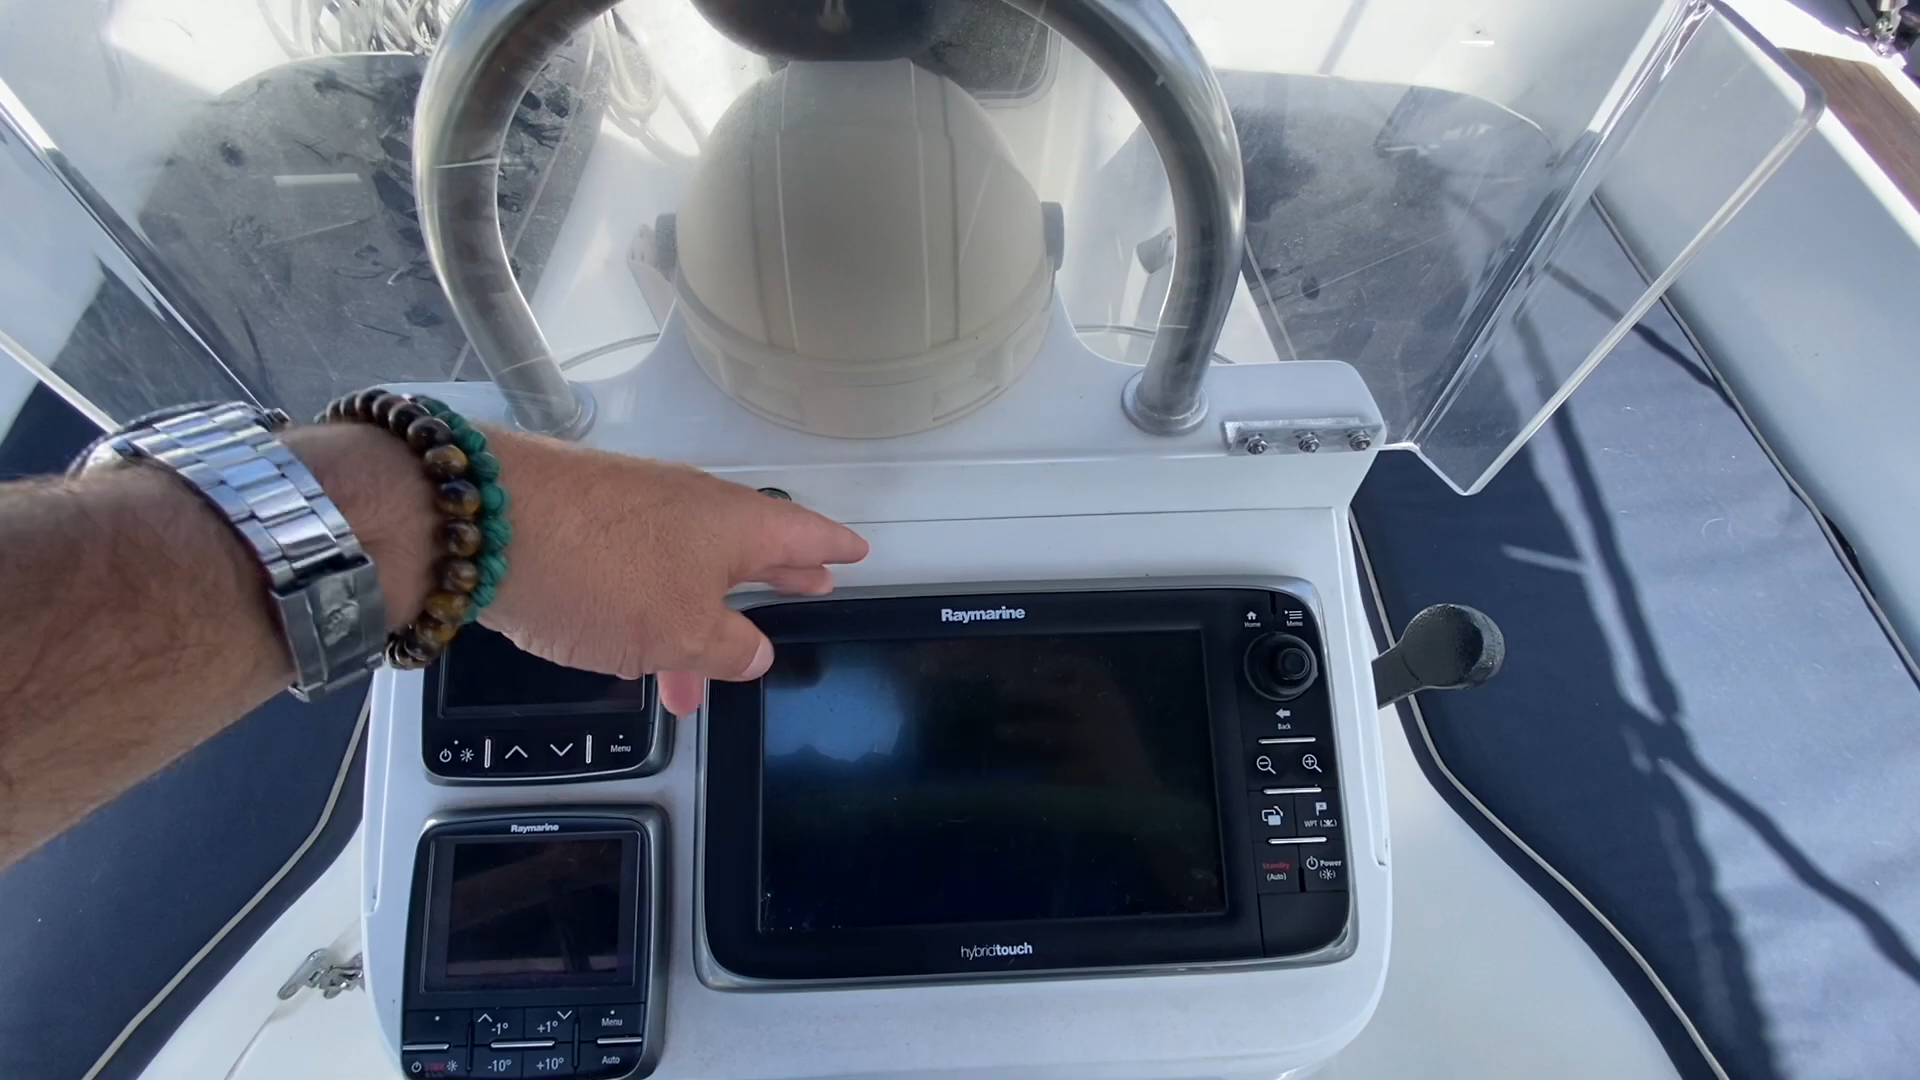 Raymarine
Home
Menu
Back
Menu
WPT
Raymarine
Standby
(Auto)
Power
hybridtouch
-1°
+1°
Menu
-10°
+10°
Auto